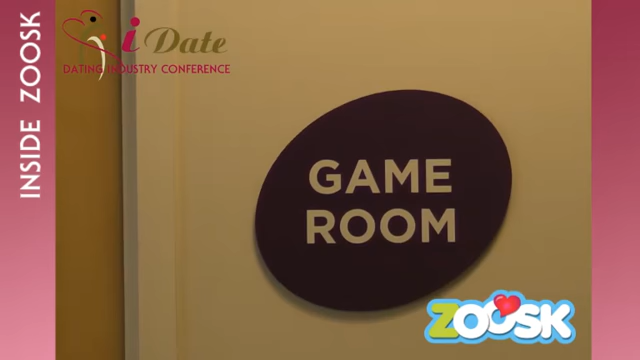 INSIDE ZOOSK
iDate
DATING INDUSTRY CONFERENCE
GAME
ROOM
ZOOSK